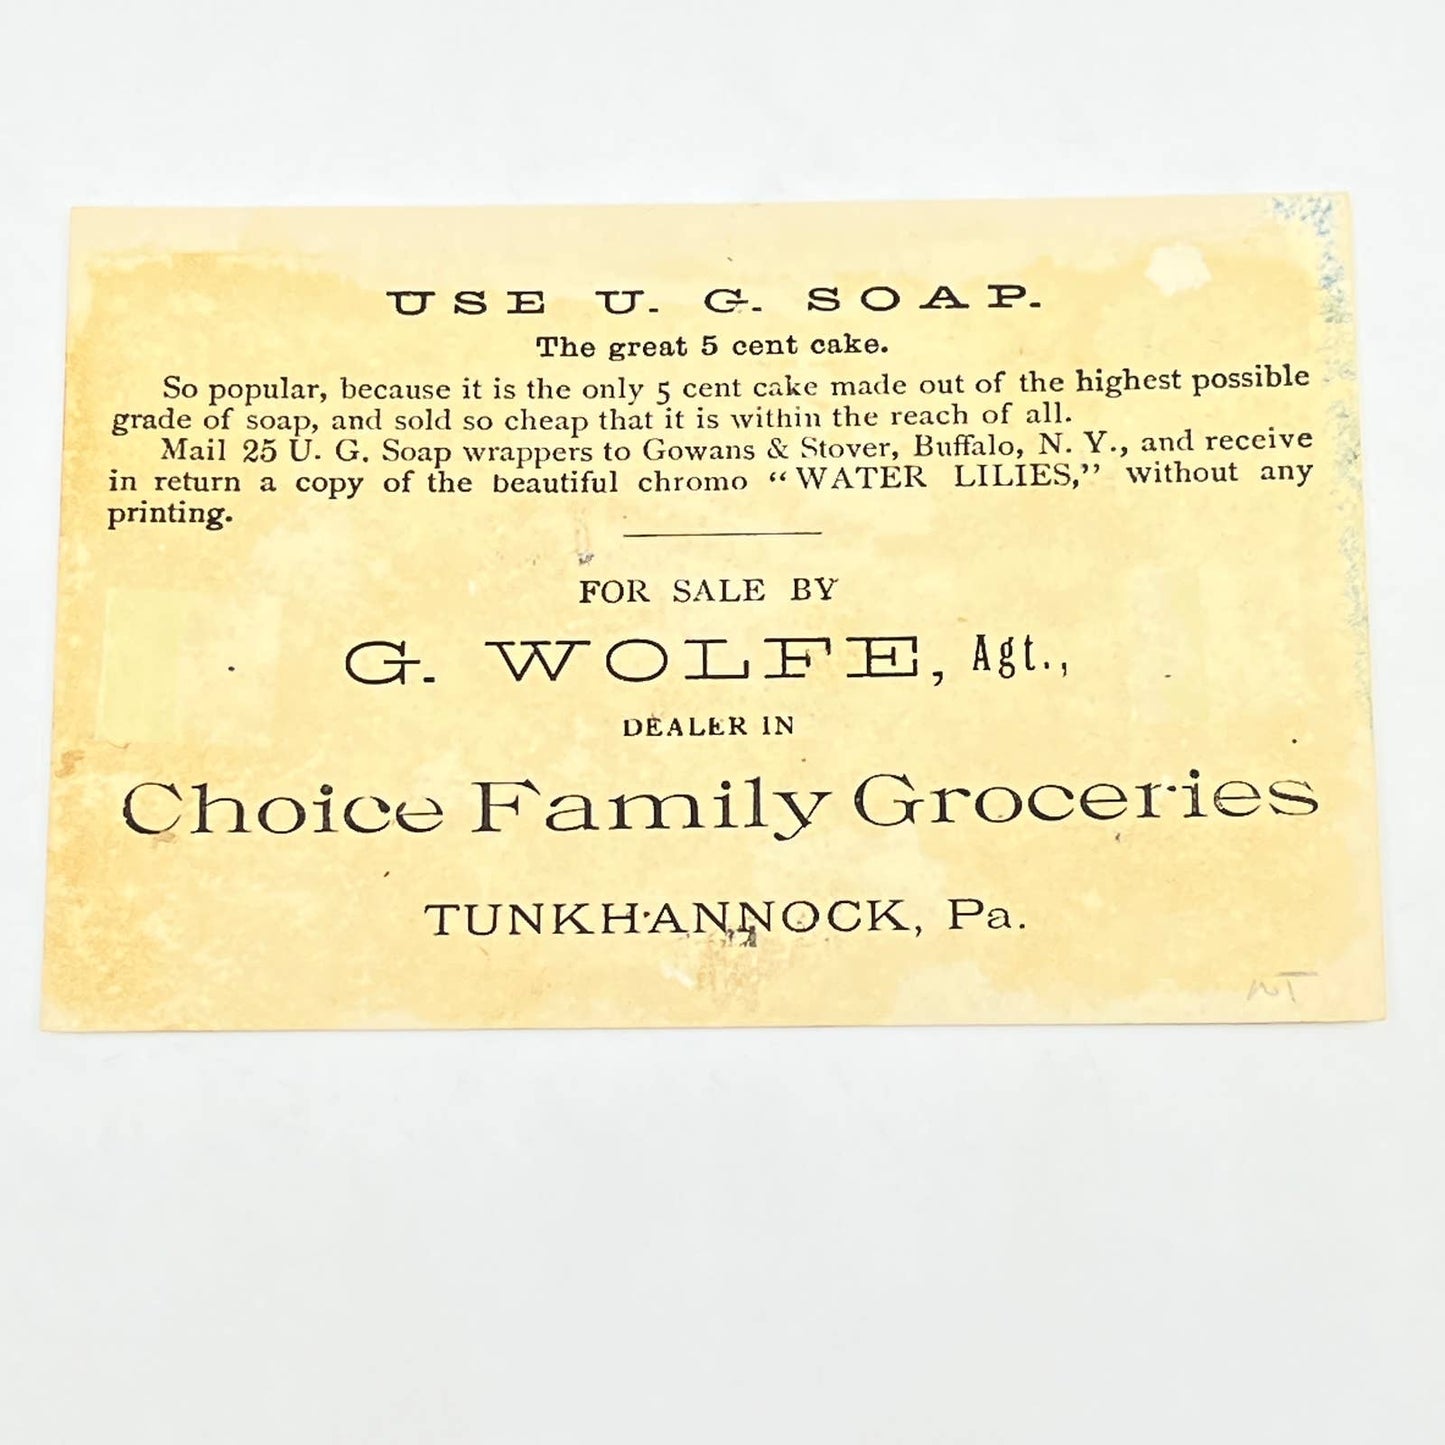 USE U. G. SOAP.
The great 5 cent cake.
So popular, because it is the only 5 cent cake made out of the highest possible
grade of soap, and sold so cheap that it is within the reach of all.
Mail 25 U. G. Soap wrappers to Gowans & Stover, Buffalo, N. Y., and receive
in return a copy of the beautiful chromo “WATER LILIES,” without any
printing.
FOR SALE BY
G. WOLFE, Agt.,
DEALER IN
Choice Family Groceries
TUNKHANNOCK, Pa.